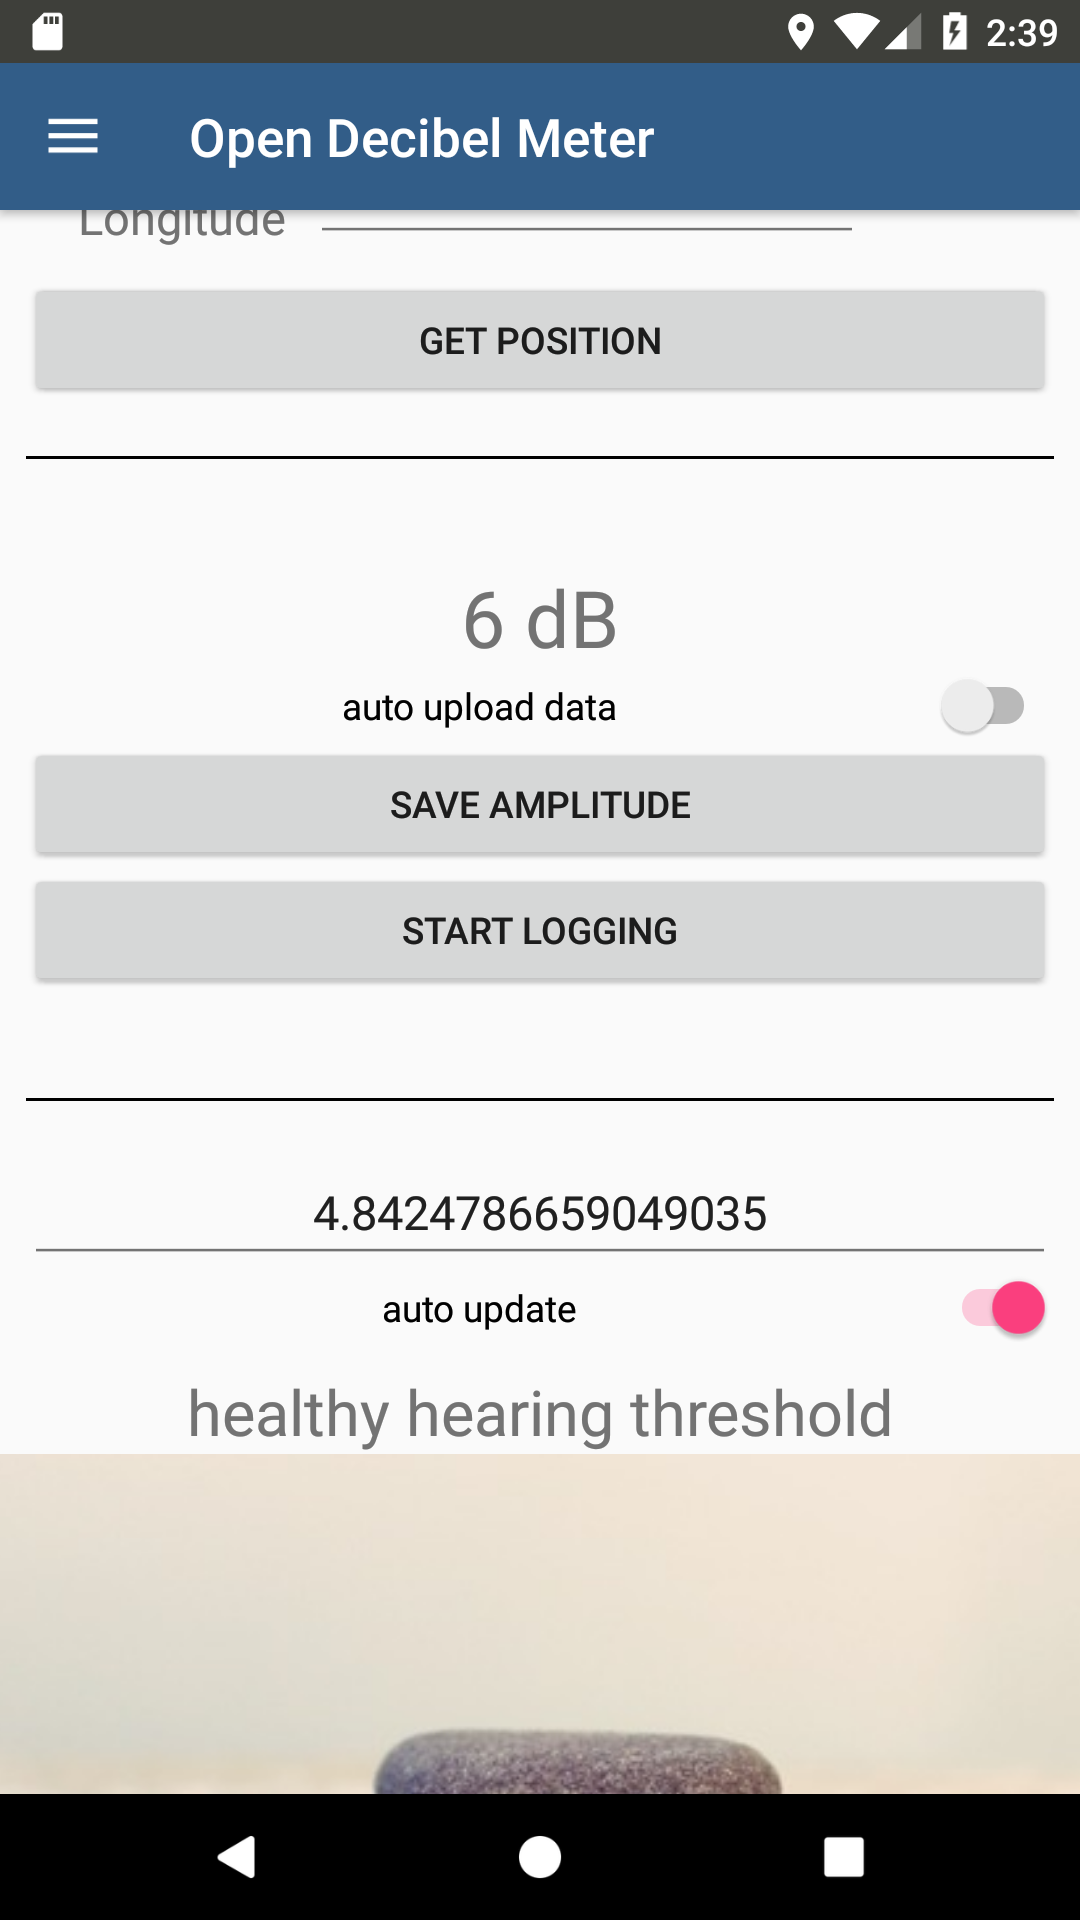 2:39
Open Decibel Meter
Longitude
GET POSITION
6 dB
auto upload data
SAVE AMPLITUDE
START LOGGING
4.8424786659049035
auto update
healthy hearing threshold